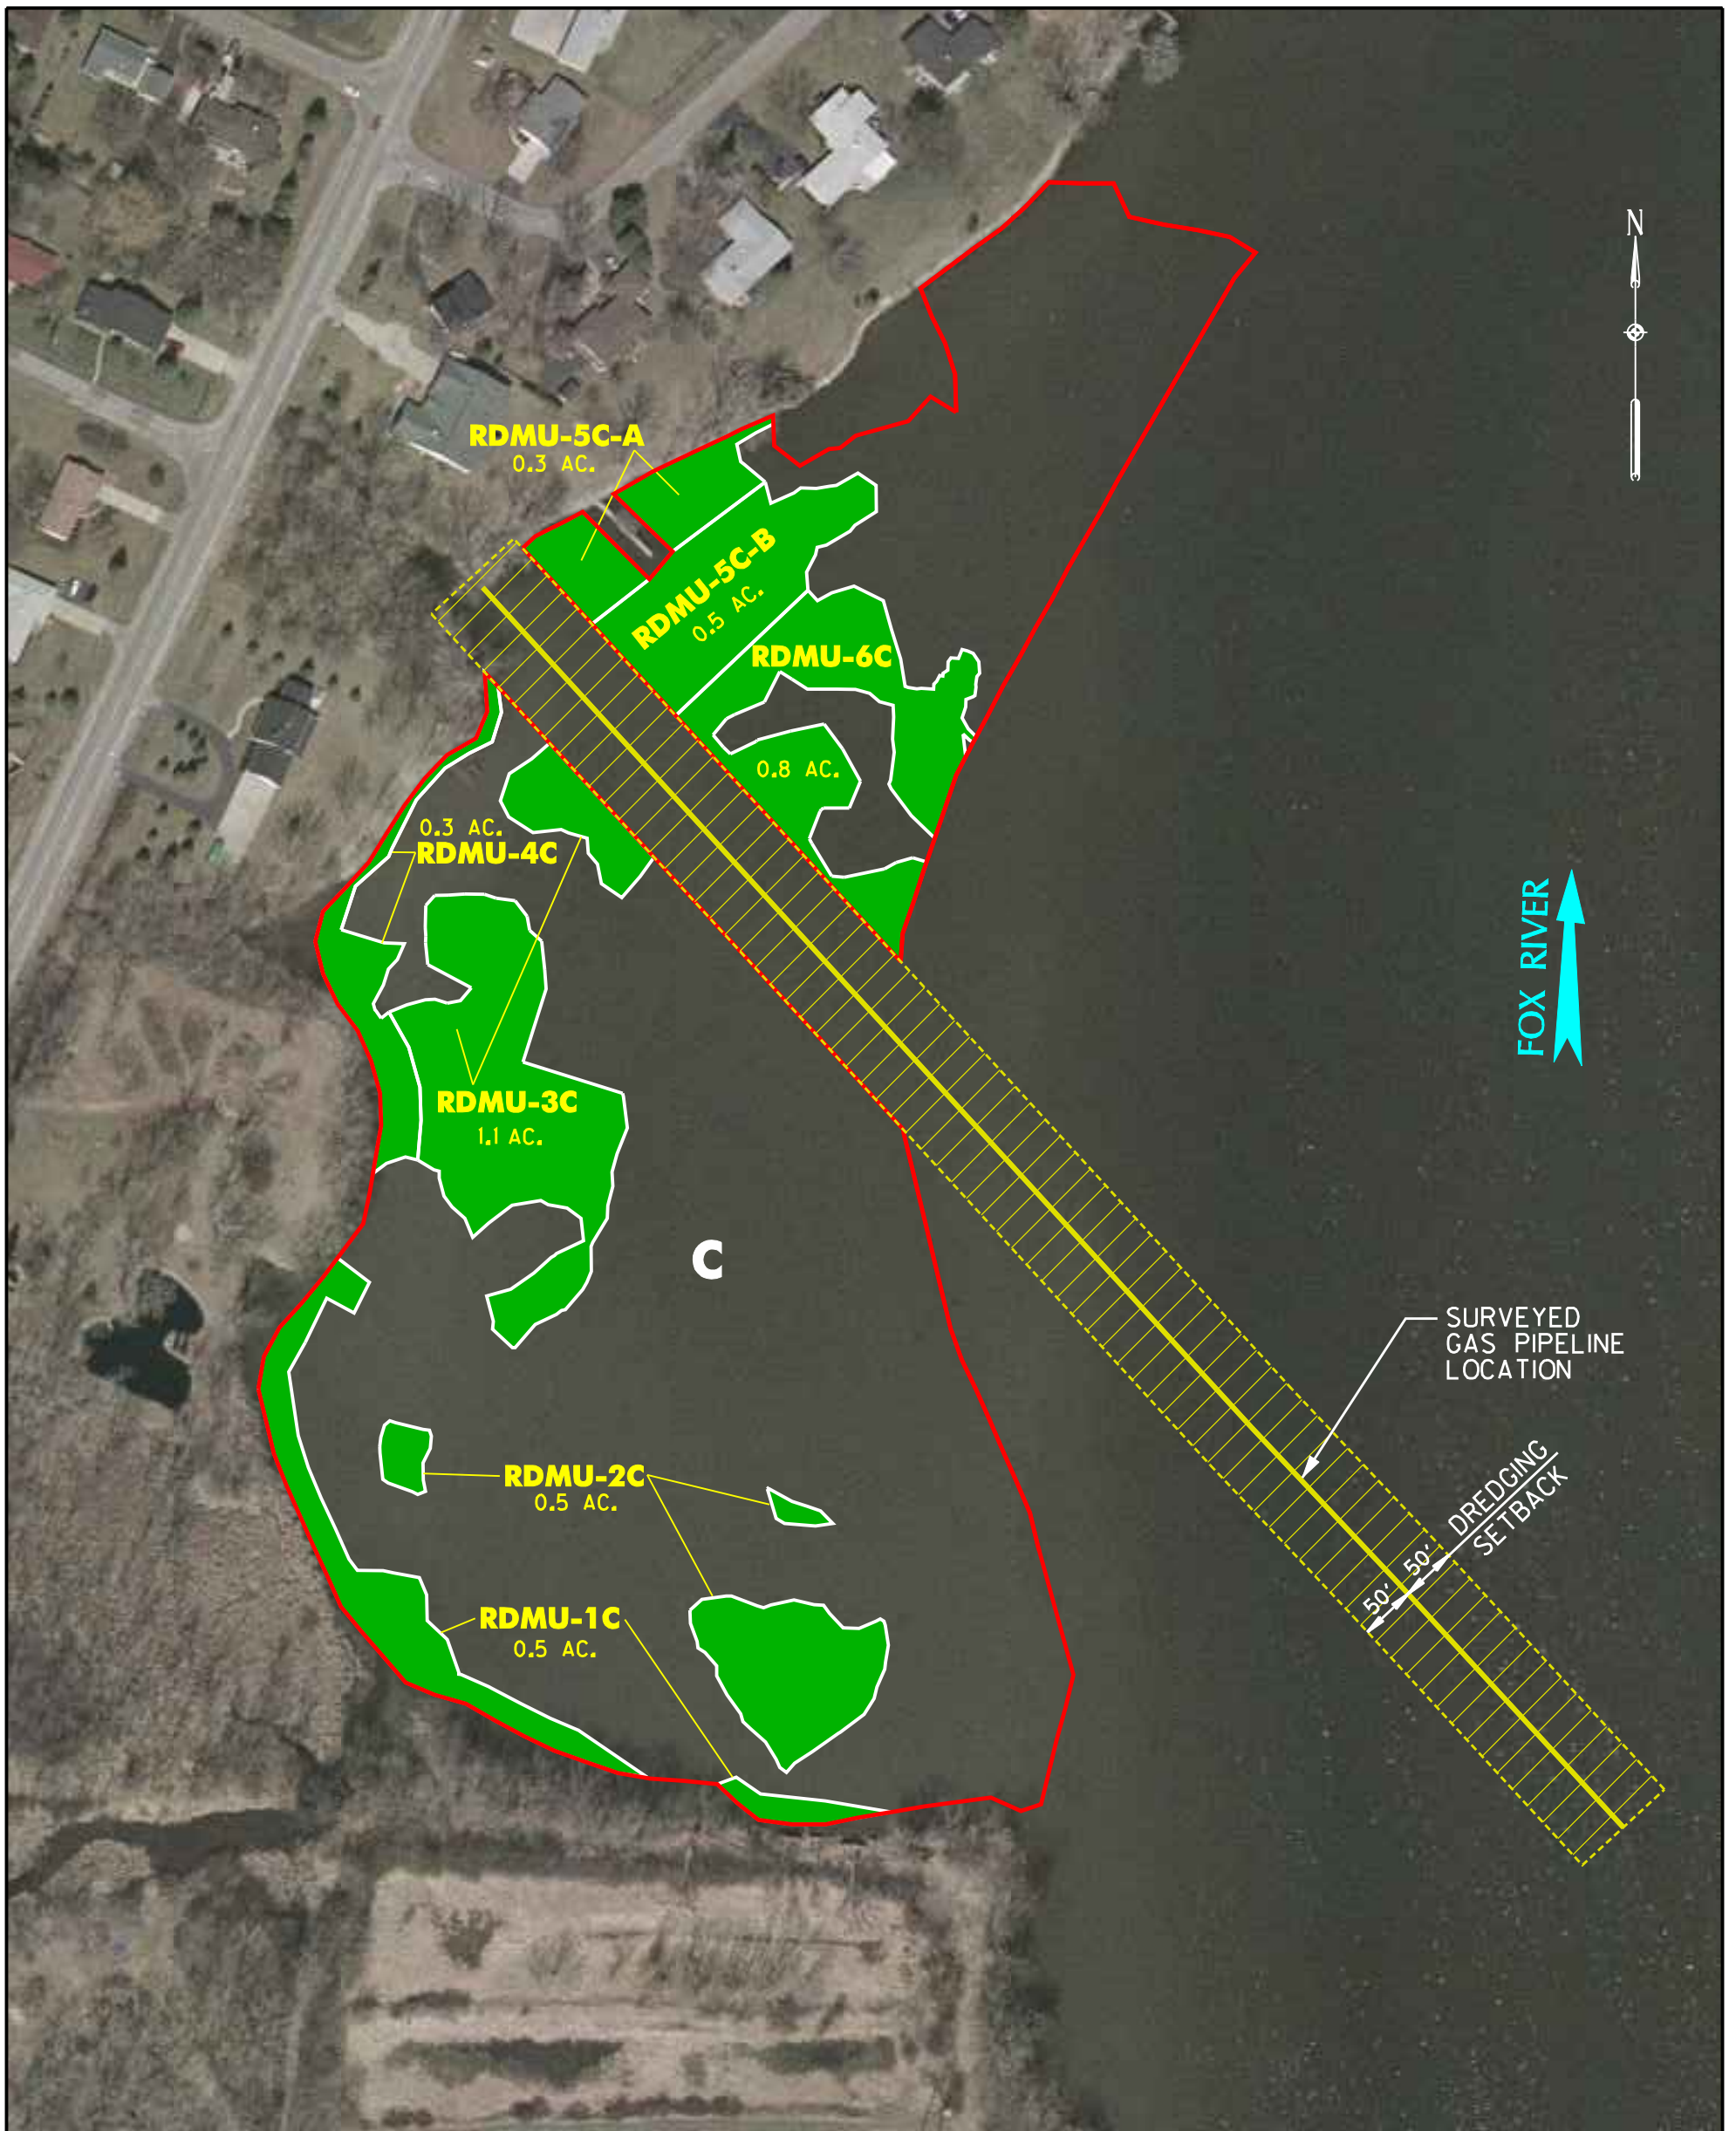 N
RDMU-5C-A
0.3 AC.
RDMU-5C-B
0.5 AC.
RDMU-6C
0.8 AC.
0.3 AC.
RDMU-4C
FOX RIVER
RDMU-3C
1.1 AC.
C
SURVEYED
GAS PIPELINE
LOCATION
DREDGING
SETBACK
50'
50'
RDMU-2C
0.5 AC.
RDMU-1C
0.5 AC.